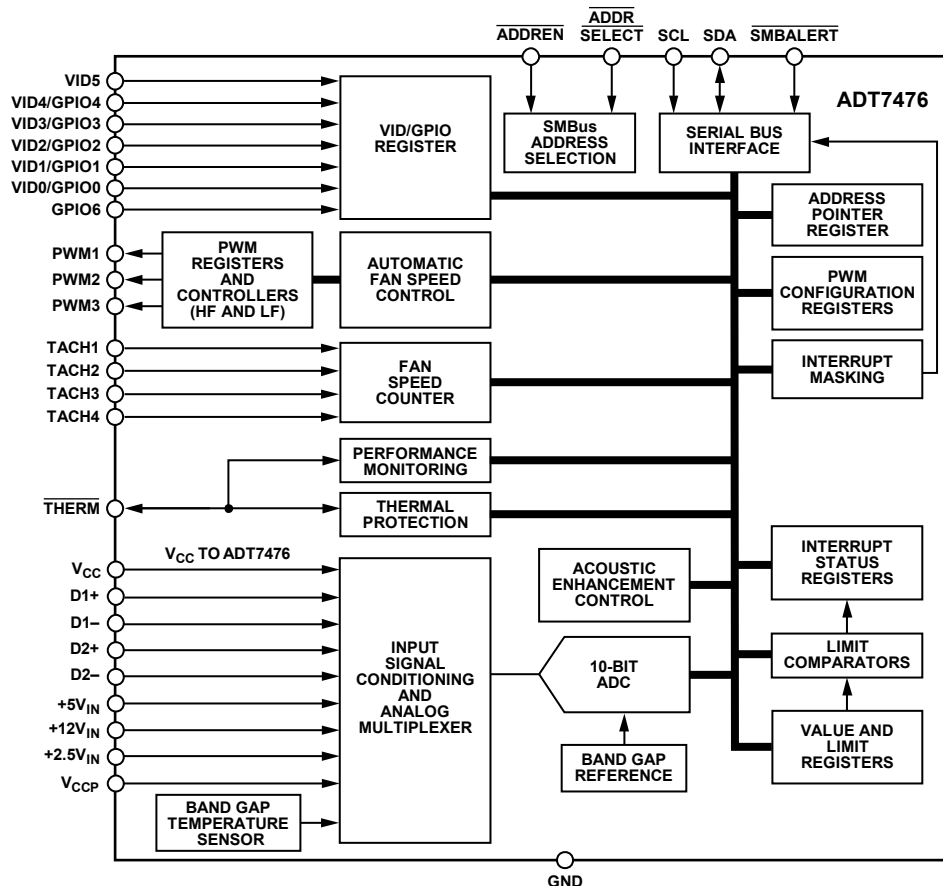 ADDREN
ADDR
SELECT
SCL
SDA
SMBALERT
ADT7476
VID5
VID4/GPIO4
VID3/GPIO3
VID2/GPIO2
VID1/GPIO1
VID0/GPIO0
GPIO6
VID/GPIO
REGISTER
SMBus
ADDRESS
SELECTION
SERIAL BUS
INTERFACE
ADDRESS
POINTER
REGISTER
PWM1
PWM2
PWM3
PWM
REGISTERS
AND
CONTROLLERS
(HF AND LF)
AUTOMATIC
FAN SPEED
CONTROL
PWM
CONFIGURATION
REGISTERS
TACH1
TACH2
TACH3
TACH4
FAN
SPEED
COUNTER
INTERRUPT
MASKING
PERFORMANCE
MONITORING
THERM
THERMAL
PROTECTION
VCC
VCC TO ADT7476
D1+
D1–
D2+
D2–
+5VIN
+12VIN
+2.5VIN
VCCP
INPUT
SIGNAL
CONDITIONING
AND
ANALOG
MULTIPLEXER
ACOUSTIC
ENHANCEMENT
CONTROL
INTERRUPT
STATUS
REGISTERS
10-BIT
ADC
LIMIT
COMPARATORS
BAND GAP
REFERENCE
VALUE AND
LIMIT
REGISTERS
BAND GAP
TEMPERATURE
SENSOR
GND